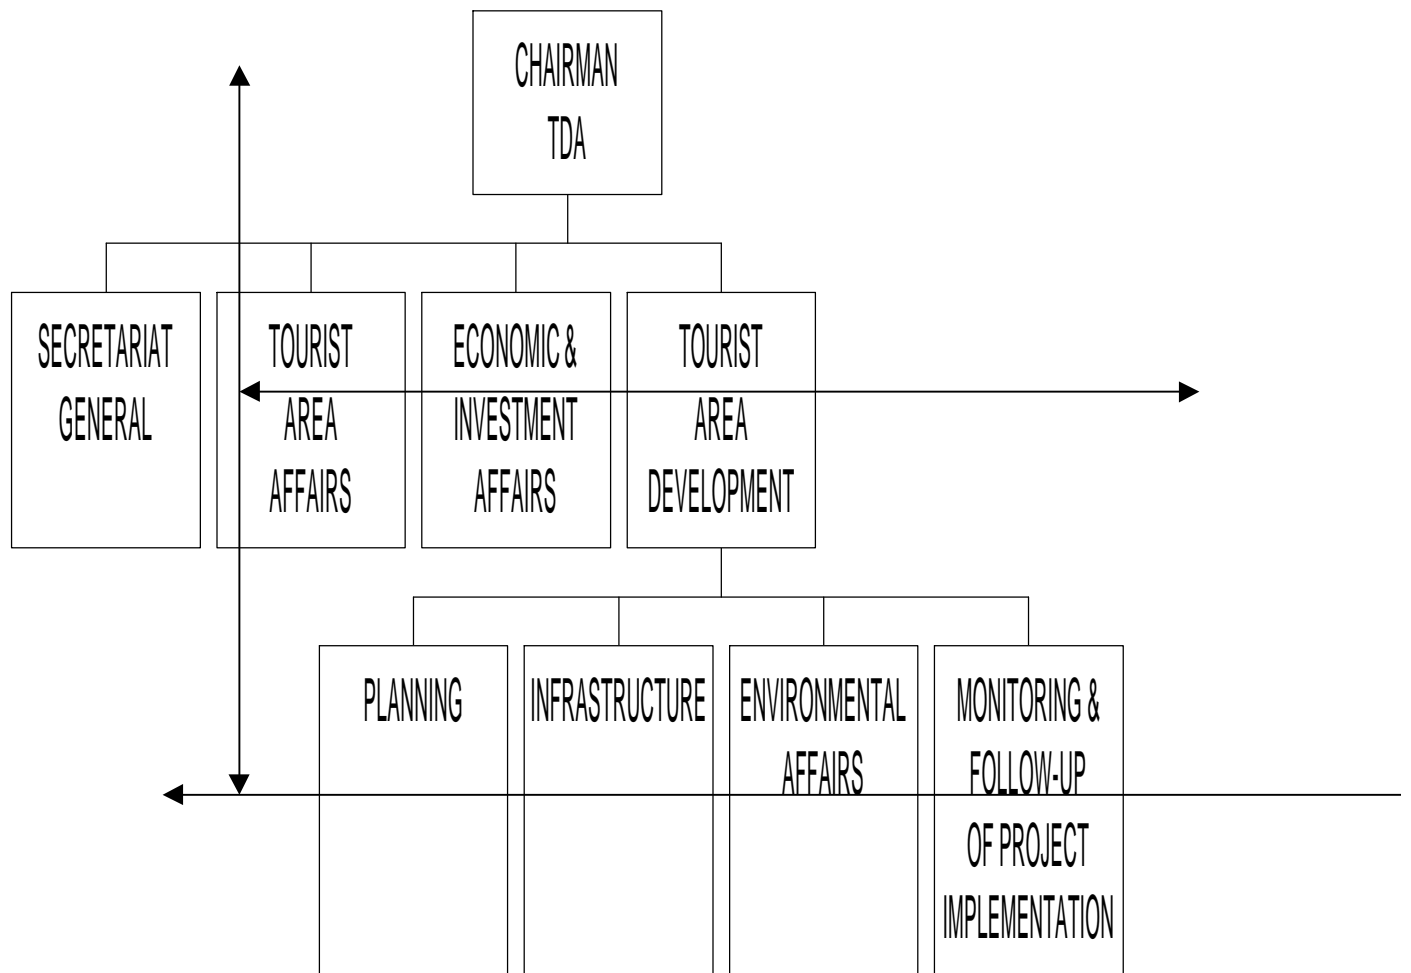 CHAIRMAN
TDA
SECRETARIAT
GENERAL
TOURIST
AREA
AFFAIRS
ECONOMIC &
INVESTMENT
AFFAIRS
TOURIST
AREA
DEVELOPMENT
PLANNING
INFRASTRUCTURE
ENVIRONMENTAL
AFFAIRS
MONITORING &
FOLLOW-UP
OF PROJECT
IMPLEMENTATION